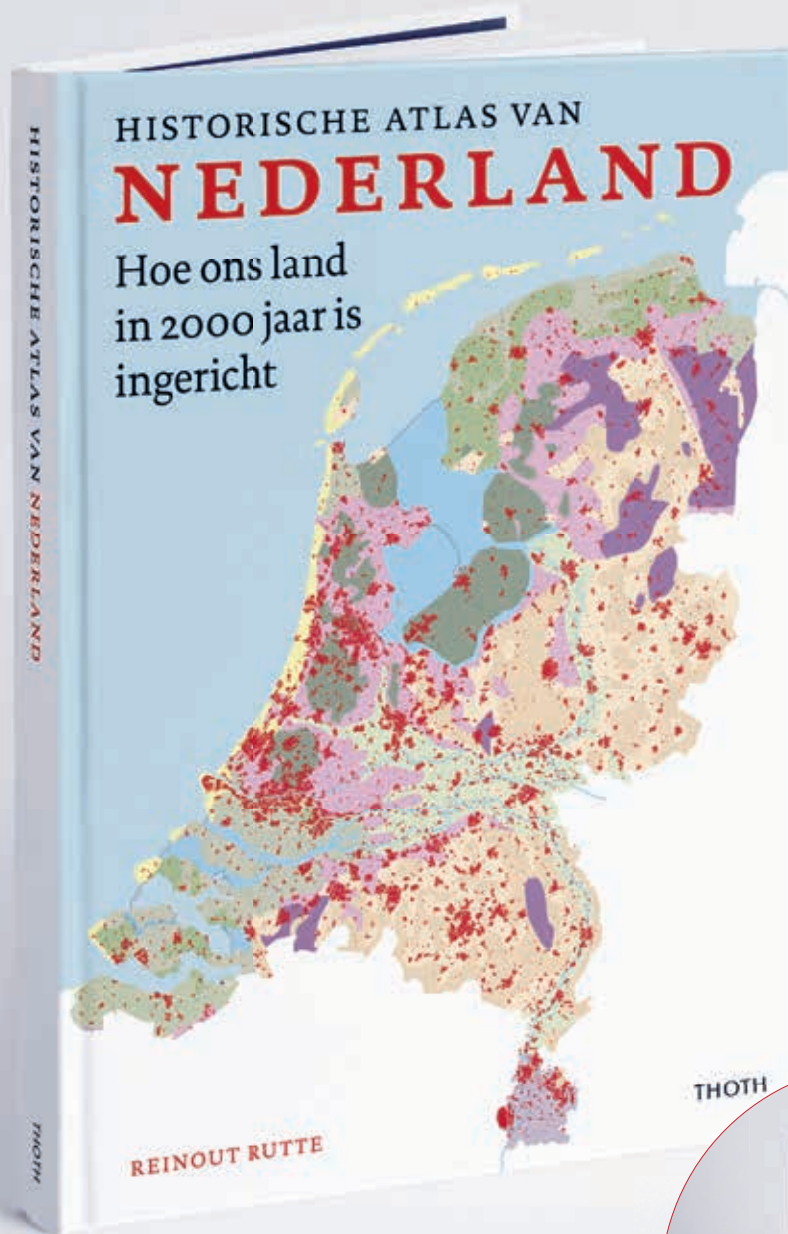 HISTORISCHE ATLAS VAN
NEDERLAND
Hoe ons land
in 2000 jaar is
ingericht
REINOUT RUTTE
THOTH
HISTORISCHE ATLAS VAN NEDERLAND
THOTH